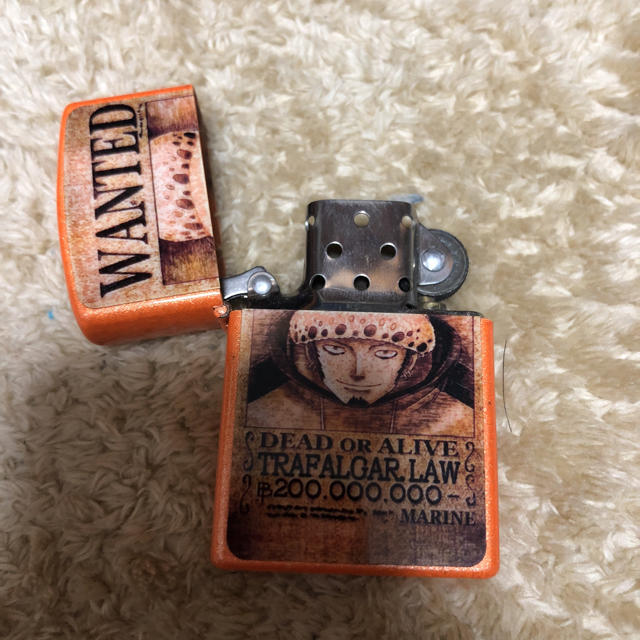 WANTED
DEAD OR ALIVE
TRAFALGAR LAW
฿200.000.000-
MARINE